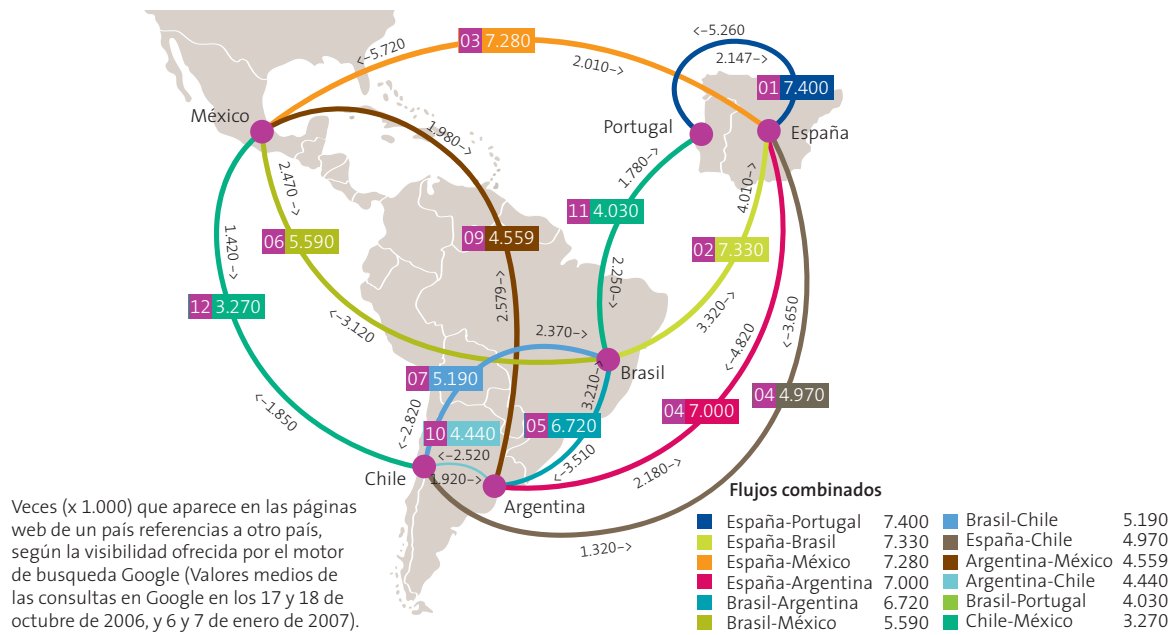 <–5.260
2.147–>
03 7.280
<–5.720
2.010–>
01 7.400
México
Portugal
España
1.980–>
1.780–>
2.470 –>
4.010–>
11 4.030
06 5.590
09 4.559
02 7.330
1.420 –>
2.250–>
2.579–>
12 3.270
<–3.120
2.370–>
3.320–>
<–4.820
<–3.650
Brasil
07 5.190
3.210–>
04 4.970
<–1.850
<–2.820
10 4.440
05 6.720
04 7.000
<–2.520
<–3.510
Chile
1.920–>
2.180–>
Argentina
1.320–>
Veces (x 1.000) que aparece en las páginas
web de un país referencias a otro país,
según la visibilidad ofrecida por el motor
de busqueda Google (Valores medios de
las consultas en Google en los 17 y 18 de
octubre de 2006, y 6 y 7 de enero de 2007).
Flujos combinados
España-Portugal 7.400
España-Brasil 7.330
España-México 7.280
España-Argentina 7.000
Brasil-Argentina 6.720
Brasil-México 5.590
Brasil-Chile 5.190
España-Chile 4.970
Argentina-México 4.559
Argentina-Chile 4.440
Brasil-Portugal 4.030
Chile-México 3.270